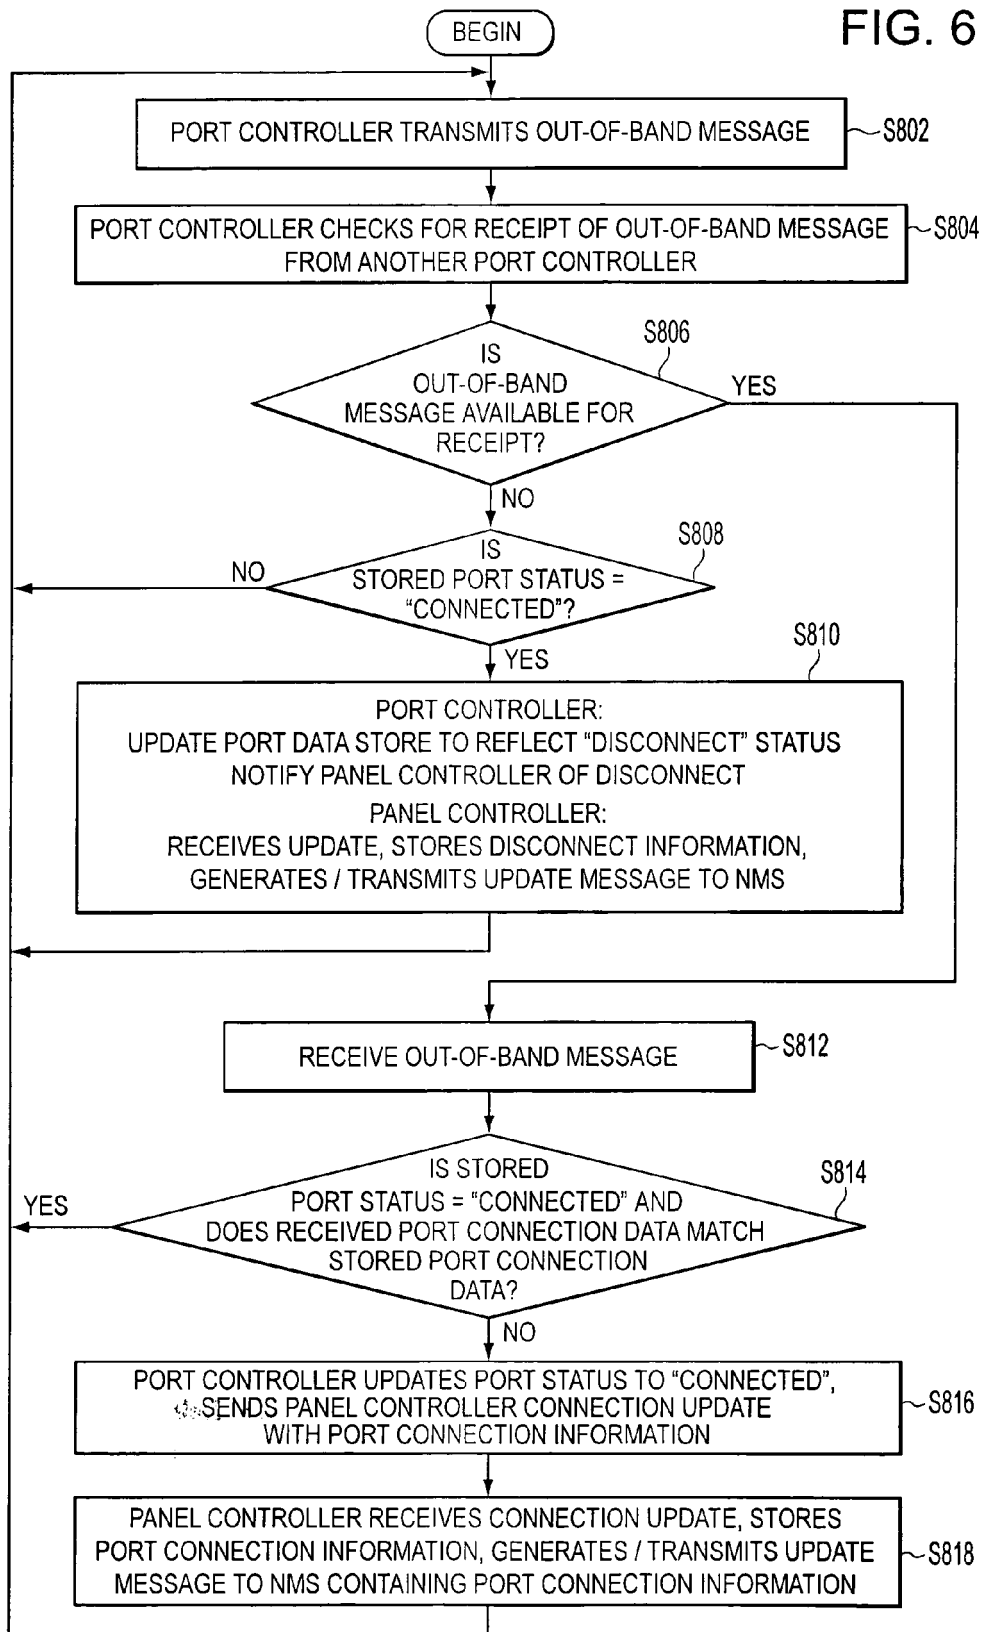 FIG. 6
BEGIN
PORT CONTROLLER TRANSMITS OUT-OF-BAND MESSAGE
S802
PORT CONTROLLER CHECKS FOR RECEIPT OF OUT-OF-BAND MESSAGE
FROM ANOTHER PORT CONTROLLER
S804
IS
OUT-OF-BAND
MESSAGE AVAILABLE FOR
RECEIPT?
S806
YES
NO
IS
STORED PORT STATUS =
“CONNECTED”?
S808
NO
YES
S810
PORT CONTROLLER:
UPDATE PORT DATA STORE TO REFLECT “DISCONNECT” STATUS
NOTIFY PANEL CONTROLLER OF DISCONNECT
PANEL CONTROLLER:
RECEIVES UPDATE, STORES DISCONNECT INFORMATION,
GENERATES / TRANSMITS UPDATE MESSAGE TO NMS
RECEIVE OUT-OF-BAND MESSAGE
S812
IS STORED
PORT STATUS = “CONNECTED” AND
DOES RECEIVED PORT CONNECTION DATA MATCH
STORED PORT CONNECTION
DATA?
S814
YES
NO
PORT CONTROLLER UPDATES PORT STATUS TO “CONNECTED”,
SENDS PANEL CONTROLLER CONNECTION UPDATE
WITH PORT CONNECTION INFORMATION
S816
PANEL CONTROLLER RECEIVES CONNECTION UPDATE, STORES
PORT CONNECTION INFORMATION, GENERATES / TRANSMITS UPDATE
MESSAGE TO NMS CONTAINING PORT CONNECTION INFORMATION
S818